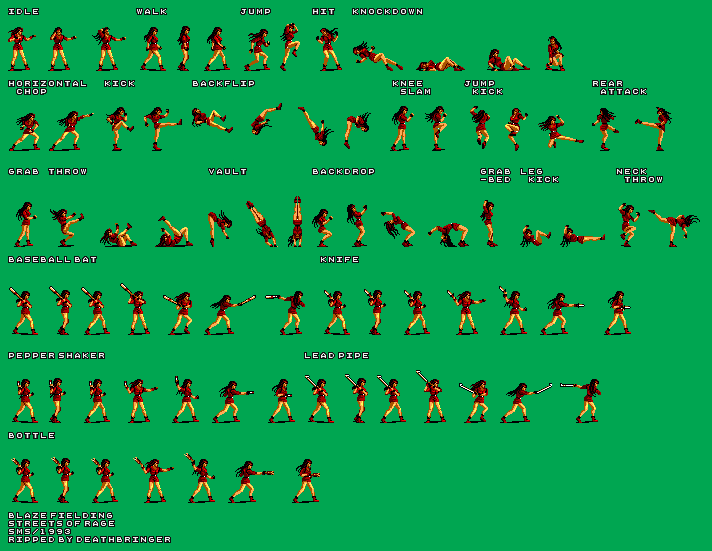 IDLE WALK JUMP HIT KNOCKDOWN
HORIZONTAL KICK BACKFLIP KNEE JUMP REAR
CHOP SLAM KICK ATTACK
GRAB THROW VAULT BACKDROP GRAB LEG NECK
-BED KICK THROW
BASEBALL BAT KNIFE
PEPPER SHAKER LEAD PIPE
BOTTLE
BLAZE FIELDING
STREETS OF RAGE
SMS/1993
RIPPED BY DEATHBRINGER